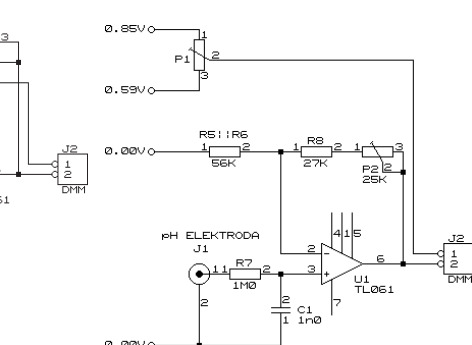 0.85V
1
3
P1
2
3
0.59V
R5||R6
R8
0.00V
1
2
1
2
1
3
J2
56K
27K
P2
2
1
25K
2
DMM
61
pH ELEKTRODA
4
1
5
J2
J1
2
6
1
R7
2
1
1
2
3
U1
DMM
1M0
TL061
2
2
C1
7
1
1n0
0.00V